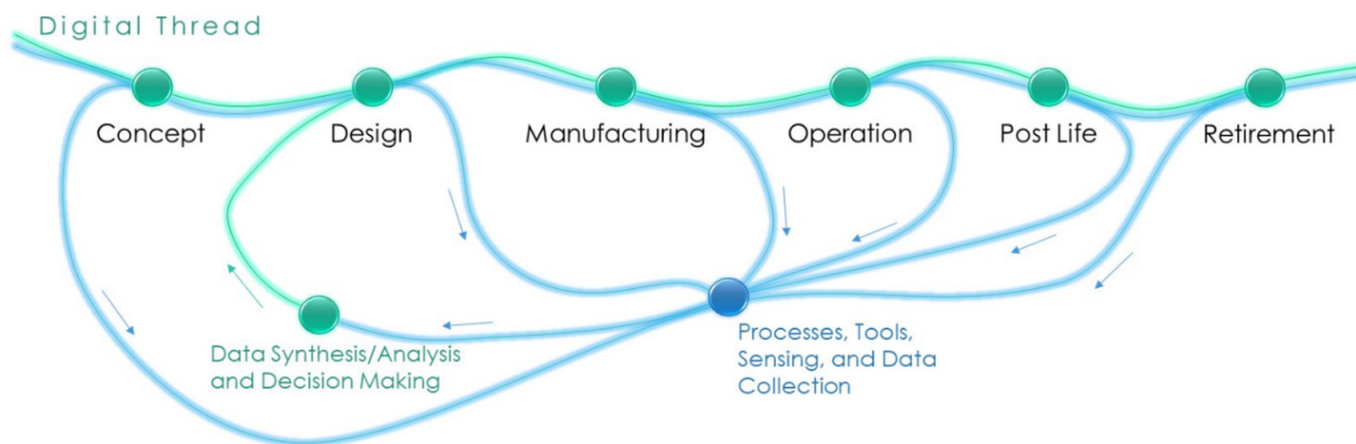 Digital Thread
Concept
Design
Manufacturing
Operation
Post Life
Retirement
Data Synthesis/Analysis
and Decision Making
Processes, Tools,
Sensing, and Data
Collection